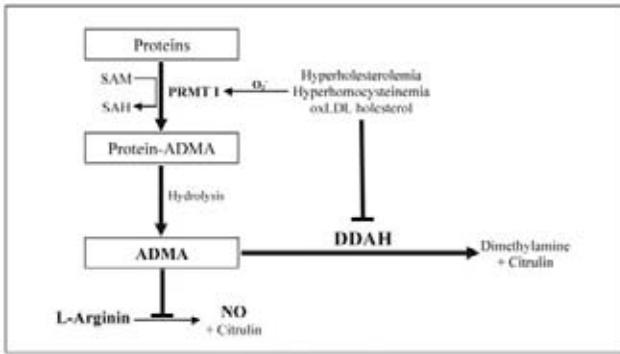 Proteins
SAM
PRMT I
O₂⁻
Hyperholesterolemia
Hyperhomocysteinemia
oxLDL holesterol
SAH
Protein-ADMA
Hydrolysis
DDAH
ADMA
Dimethylamine
+ Citrulin
L-Arginin
NO
+ Citrulin